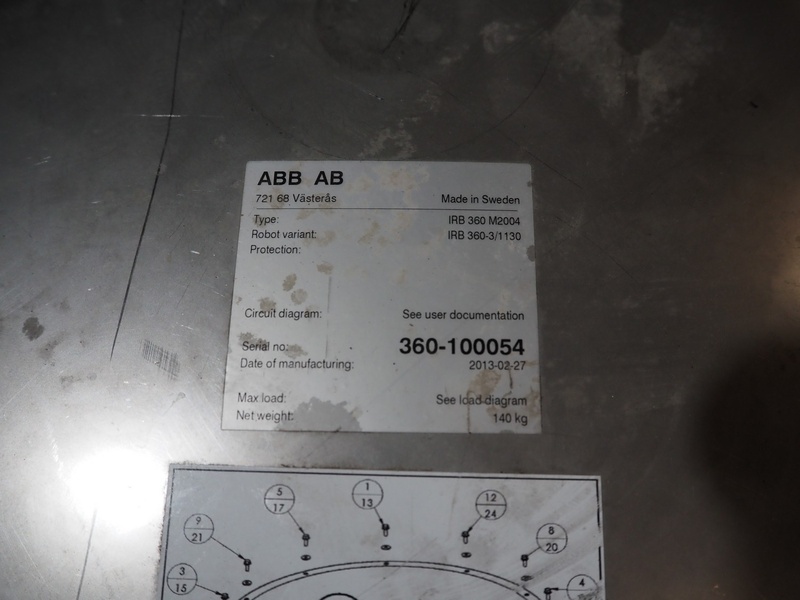 ABB AB
721 68 Västerås Made in Sweden
Type: IRB 360 M2004
Robot variant: IRB 360-3/1130
Protection:
Circuit diagram: See user documentation
Serial no: 360-100054
Date of manufacturing: 2013-02-27
Max load: See load diagram
Net weight: 140 kg
1
13
5
17
12
24
9
21
8
20
3
15
4